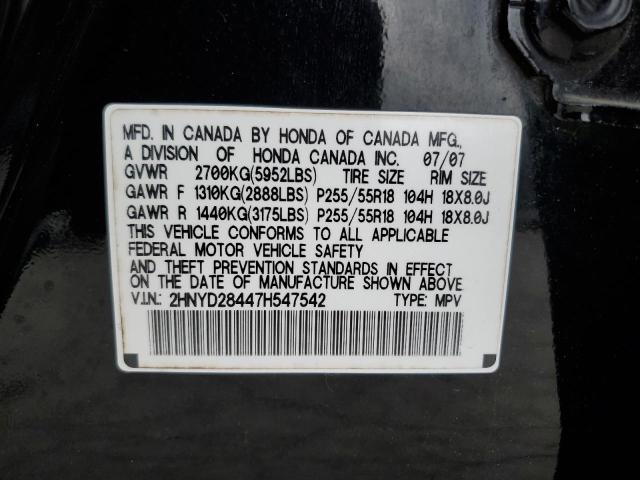 MFD. IN CANADA BY HONDA OF CANADA MFG.,
A DIVISION OF HONDA CANADA INC. 07/07
GVWR 2700KG(5952LBS) TIRE SIZE RIM SIZE
GAWR F 1310KG(2888LBS) P255/55R18 104H 18X8.0J
GAWR R 1440KG(3175LBS) P255/55R18 104H 18X8.0J
THIS VEHICLE CONFORMS TO ALL APPLICABLE
FEDERAL MOTOR VEHICLE SAFETY
AND THEFT PREVENTION STANDARDS IN EFFECT
ON THE DATE OF MANUFACTURE SHOWN ABOVE
V.I.N.: 2HNYD28447H547542 TYPE: MPV